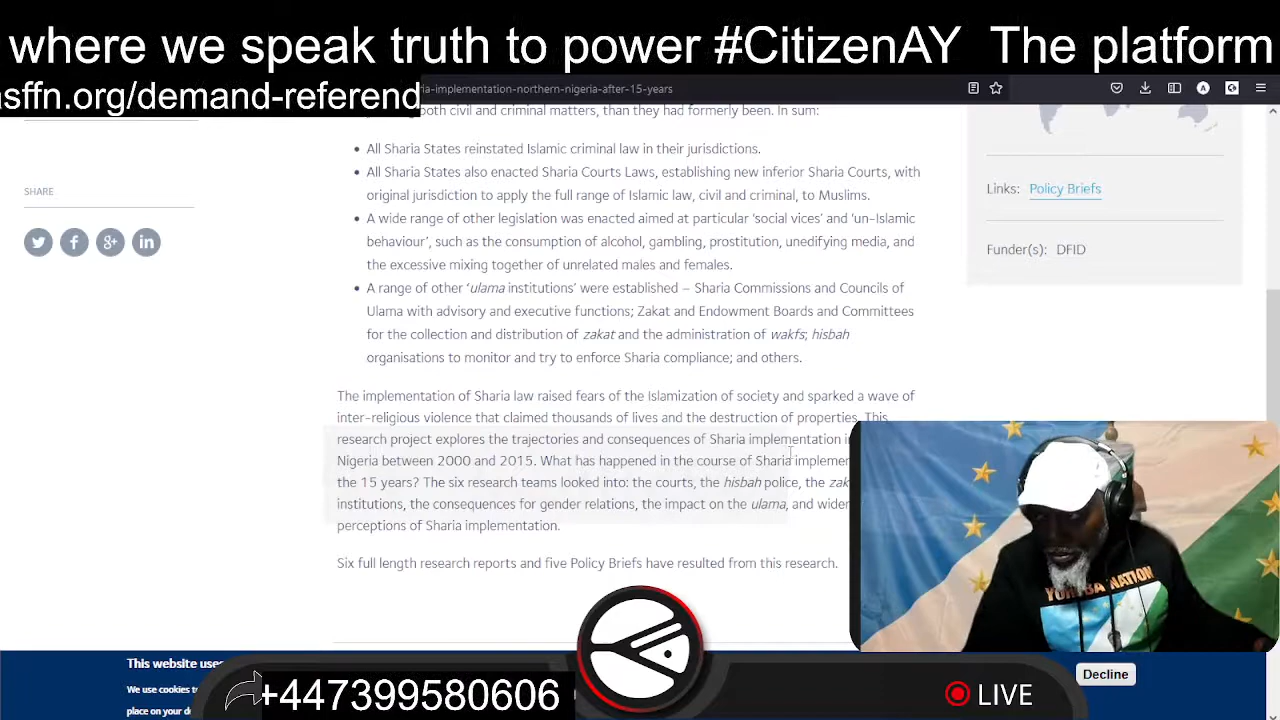 where we speak truth to power #CitizenAY The platform
nsffn.org/demand-referend
ria-implementation-northern-nigeria-after-15-years
both civil and criminal matters, than they had formerly been. In sum:
All Sharia States reinstated Islamic criminal law in their jurisdictions.
All Sharia States also enacted Sharia Courts Laws, establishing new inferior Sharia Courts, with
original jurisdiction to apply the full range of Islamic law, civil and criminal, to Muslims.
A wide range of other legislation was enacted aimed at particular 'social vices' and 'un-Islamic
behaviour', such as the consumption of alcohol, gambling, prostitution, unedifying media, and
the excessive mixing together of unrelated males and females.
A range of other 'ulama institutions' were established – Sharia Commissions and Councils of
Ulama with advisory and executive functions; Zakat and Endowment Boards and Committees
for the collection and distribution of zakat and the administration of wakfs; hisbah
organisations to monitor and try to enforce Sharia compliance; and others.
The implementation of Sharia law raised fears of the Islamization of society and sparked a wave of
inter-religious violence that claimed thousands of lives and the destruction of properties. This
research project explores the trajectories and consequences of Sharia implementation in
Nigeria between 2000 and 2015. What has happened in the course of Sharia implemen
the 15 years? The six research teams looked into: the courts, the hisbah police, the zak
institutions, the consequences for gender relations, the impact on the ulama, and wider
perceptions of Sharia implementation.
Six full length research reports and five Policy Briefs have resulted from this research.
SHARE
Links: Policy Briefs
Funder(s): DFID
YORUBA NATION
This website uses
We use cookies to
place on your de
Decline
+447399580606
LIVE